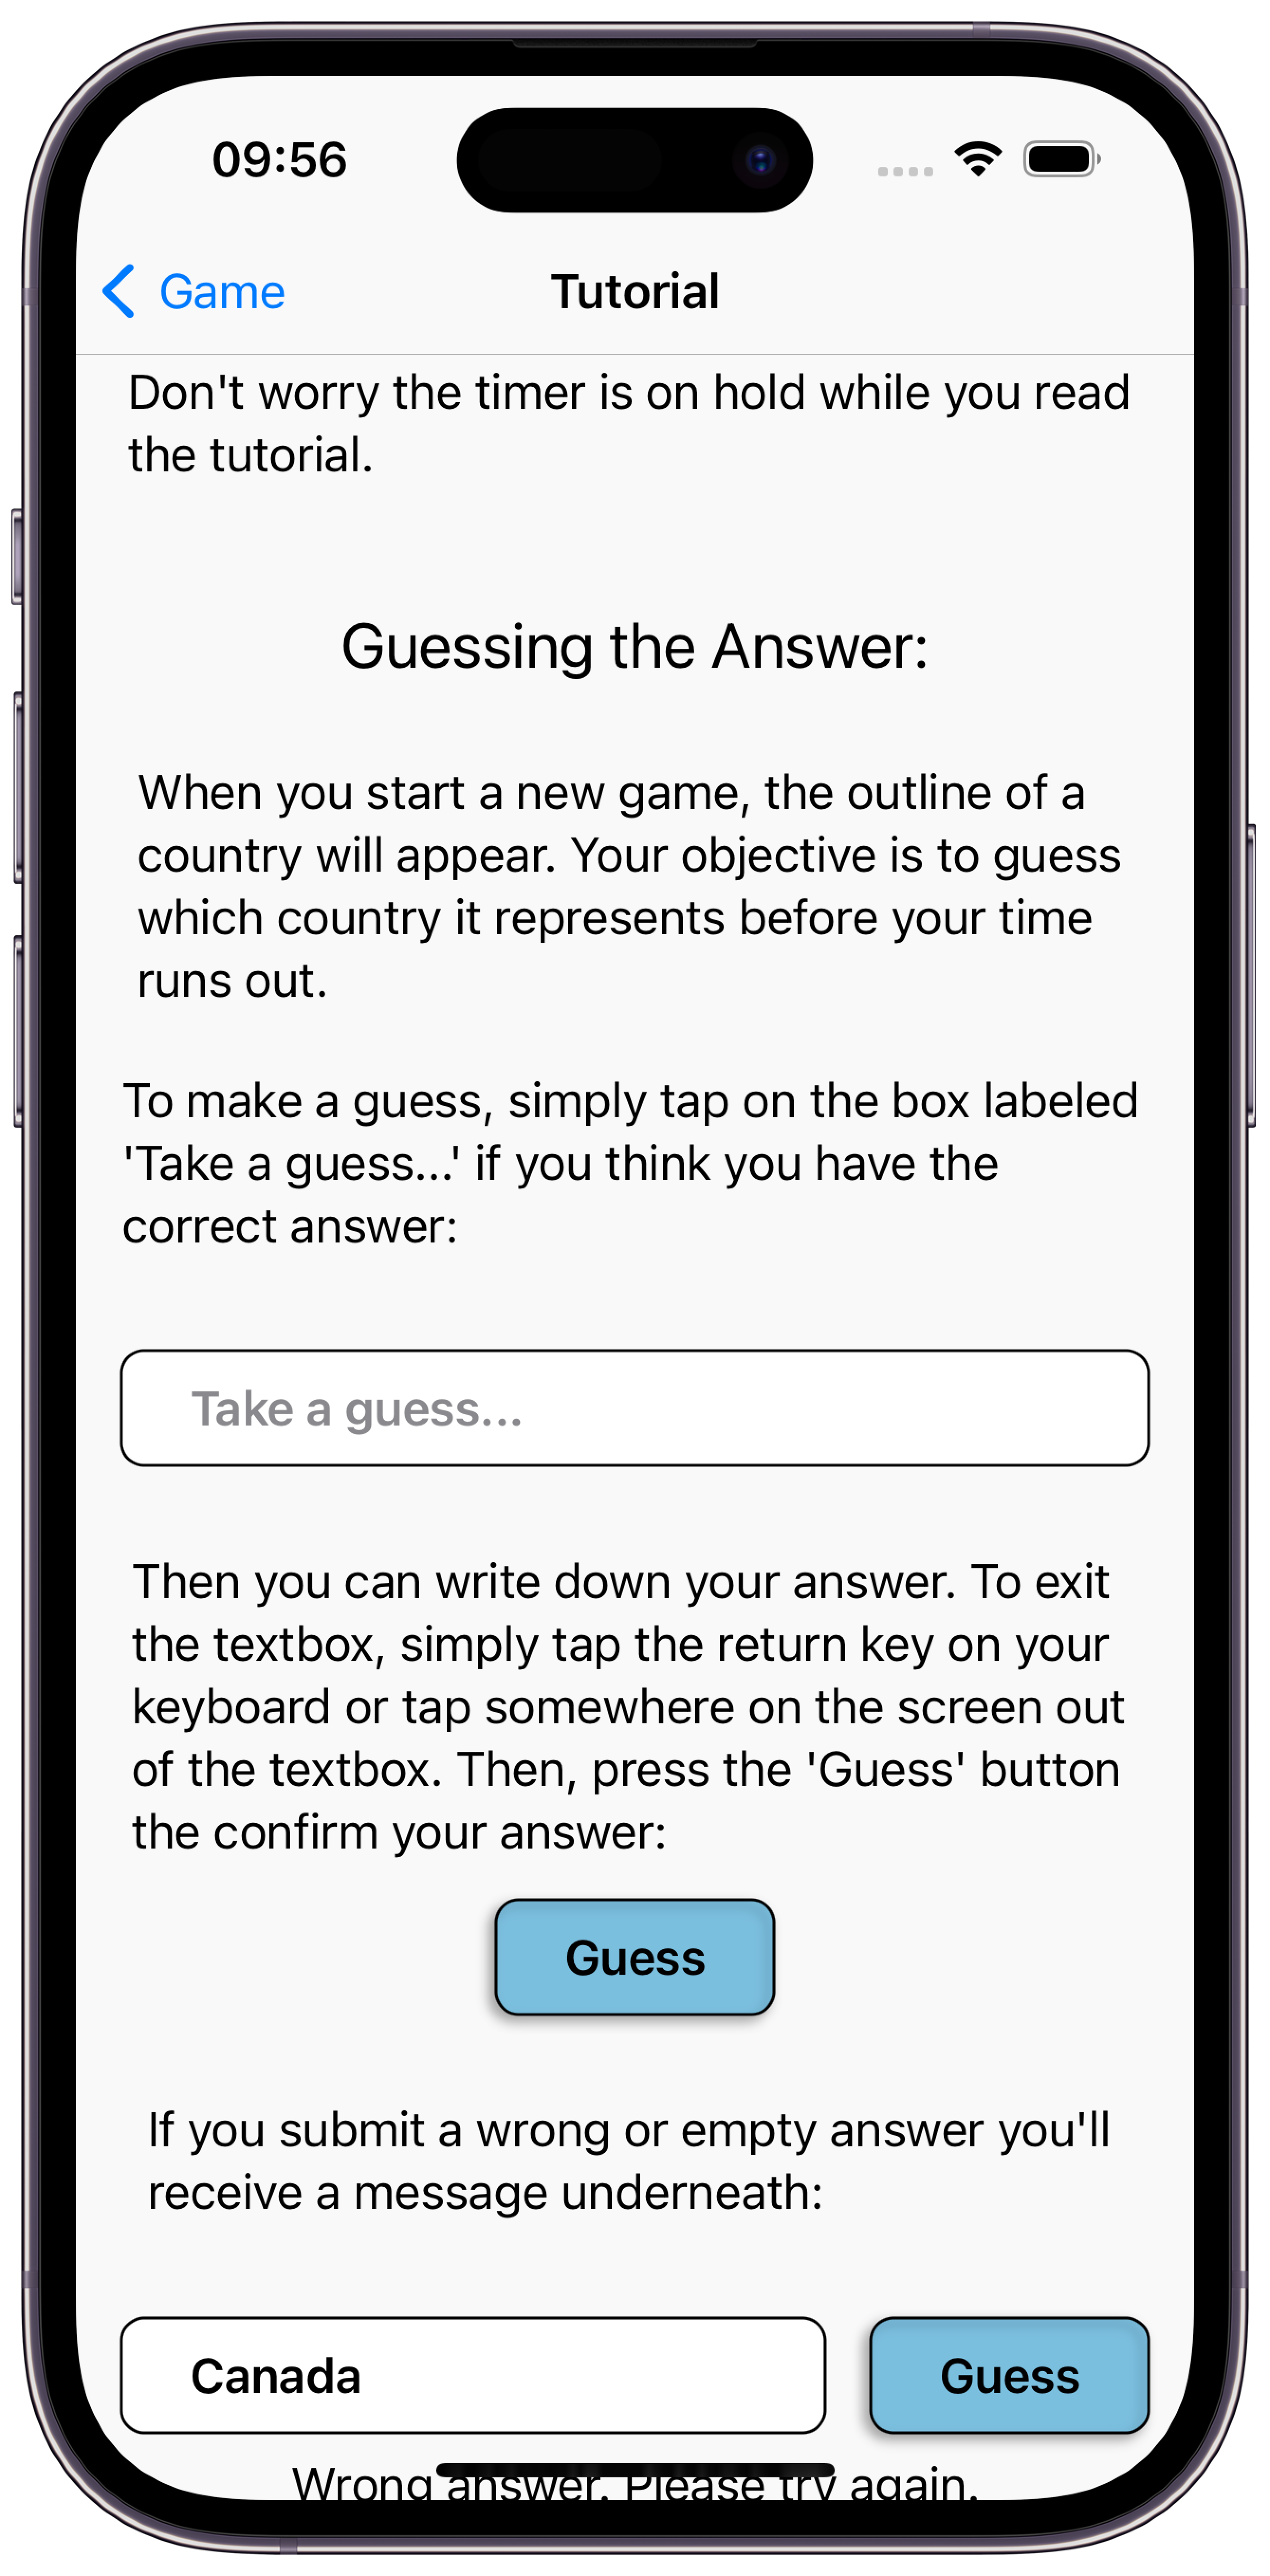 09:56
Game
Tutorial
Don't worry the timer is on hold while you read
the tutorial.
Guessing the Answer:
When you start a new game, the outline of a
country will appear. Your objective is to guess
which country it represents before your time
runs out.
To make a guess, simply tap on the box labeled
'Take a guess...' if you think you have the
correct answer:
Take a guess...
Then you can write down your answer. To exit
the textbox, simply tap the return key on your
keyboard or tap somewhere on the screen out
of the textbox. Then, press the 'Guess' button
the confirm your answer:
Guess
If you submit a wrong or empty answer you'll
receive a message underneath:
Canada
Guess
Wrong answer. Please try again.